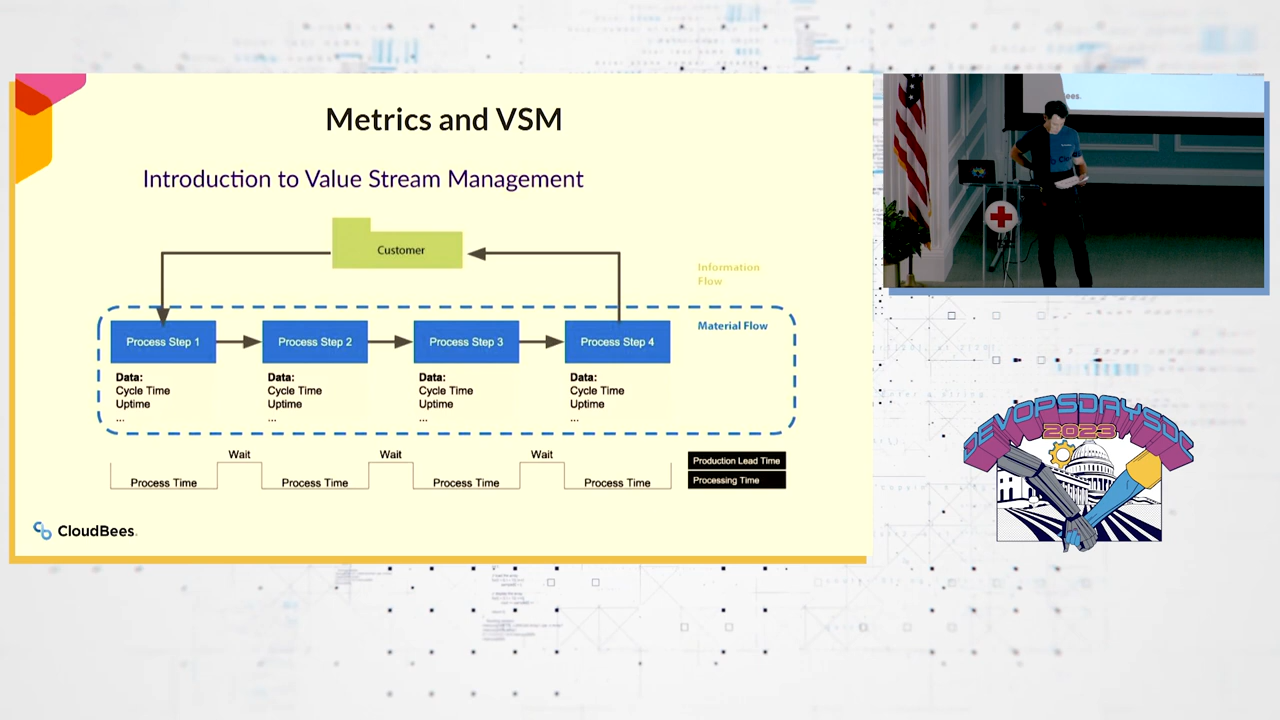 Metrics and VSM
Introduction to Value Stream Management
Customer
Information
Flow
Material Flow
Process Step 1
Process Step 2
Process Step 3
Process Step 4
Data:
Cycle Time
Uptime
...
Data:
Cycle Time
Uptime
...
Data:
Cycle Time
Uptime
...
Data:
Cycle Time
Uptime
...
Wait
Wait
Wait
Process Time
Process Time
Process Time
Process Time
Production Lead Time
Processing Time
CloudBees.
DEVOPSDAYSDC
2023